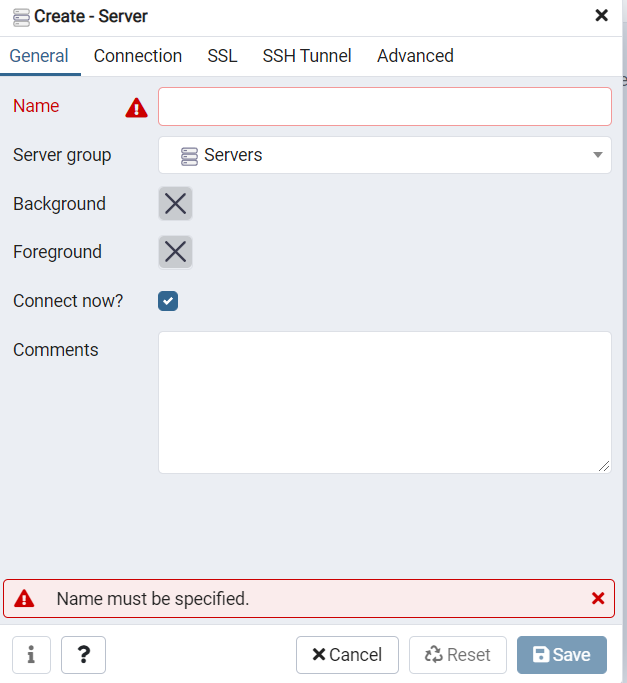 Create - Server
General Connection SSL SSH Tunnel Advanced
Name
Server group Servers
Background
Foreground
Connect now?
Comments
Name must be specified.
i ? Cancel Reset Save